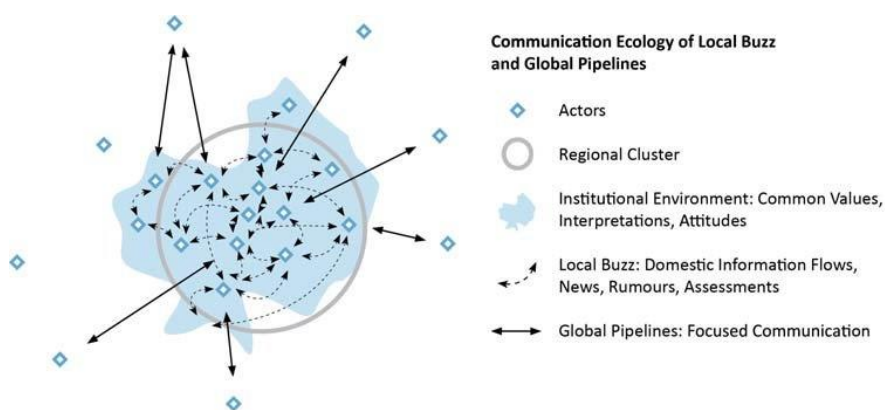 Communication Ecology of Local Buzz
and Global Pipelines
Actors
Regional Cluster
Institutional Environment: Common Values,
Interpretations, Attitudes
Local Buzz: Domestic Information Flows,
News, Rumours, Assessments
Global Pipelines: Focused Communication